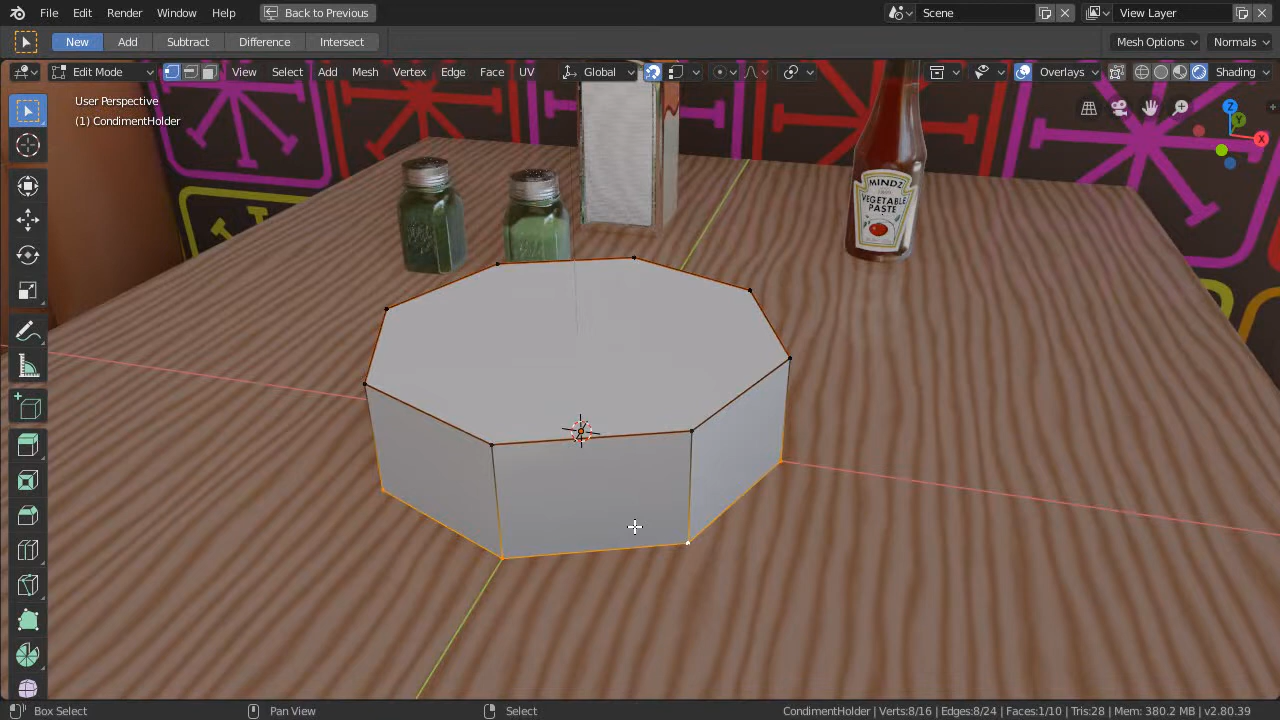 File Edit Render Window Help Back to Previous Scene View Layer
New Add Subtract Difference Intersect Mesh Options Normals
Edit Mode View Select Add Mesh Vertex Edge Face UV Global Overlays Shading
User Perspective
(1) CondimentHolder
Z
Y
X
MINDZ
VEGETABLE
PASTE
Box Select Pan View Select CondimentHolder | Verts:8/16 | Edges:8/24 | Faces:1/10 | Tris:28 | Mem: 380.2 MB | v2.80.39